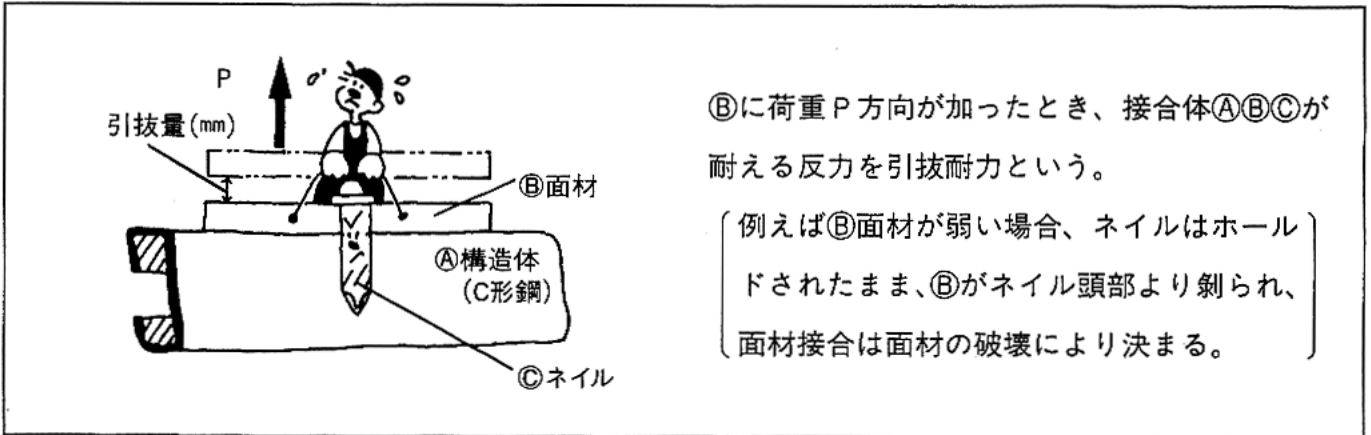 P
引抜量(mm)
Ⓑ面材
Ⓐ構造体
(C形鋼)
Ⓒネイル
Ⓑに荷重P方向が加ったとき、接合体ⒶⒷⒸが
耐える反力を引抜耐力という。
例えばⒷ面材が弱い場合、ネイルはホール
ドされたまま、Ⓑがネイル頭部より剝られ、
面材接合は面材の破壊により決まる。